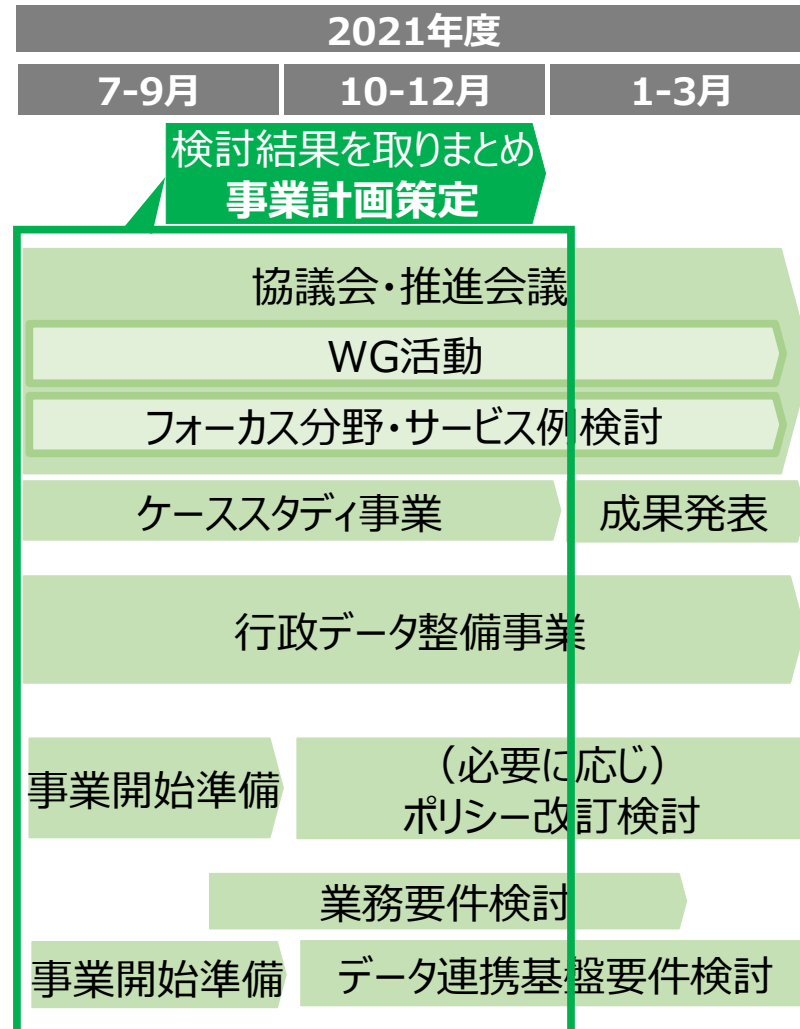 2021年度
7-9月 10-12月 1-3月
検討結果を取りまとめ
事業計画策定
協議会・推進会議
WG活動
フォーカス分野・サービス例検討
ケーススタディ事業 成果発表
行政データ整備事業
事業開始準備
（必要に応じ）
ポリシー改訂検討
業務要件検討
事業開始準備 データ連携基盤要件検討